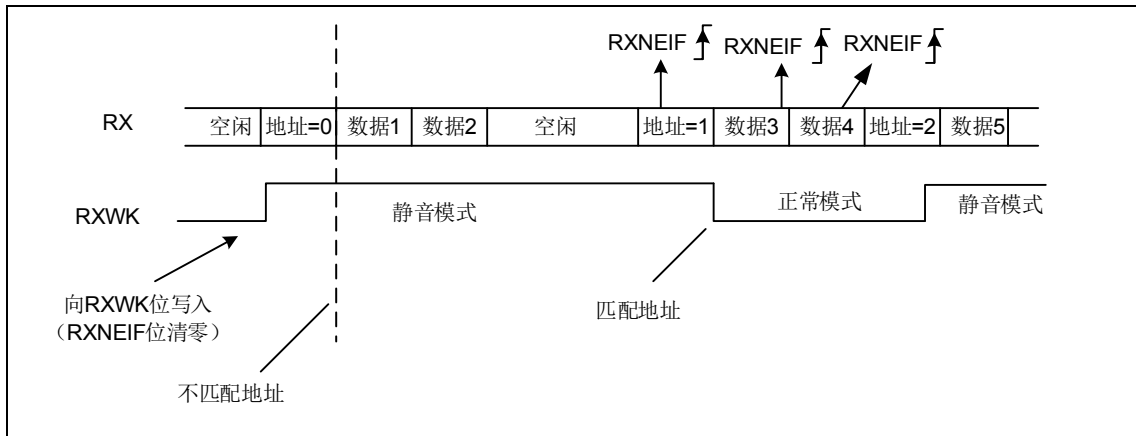 RXNEIF RXNEIF RXNEIF
RX 空闲 地址=0 数据1 数据2 空闲 地址=1 数据3 数据4 地址=2 数据5
RXWK 静音模式 正常模式 静音模式
向RXWK位写入
（RXNEIF位清零）
匹配地址
不匹配地址